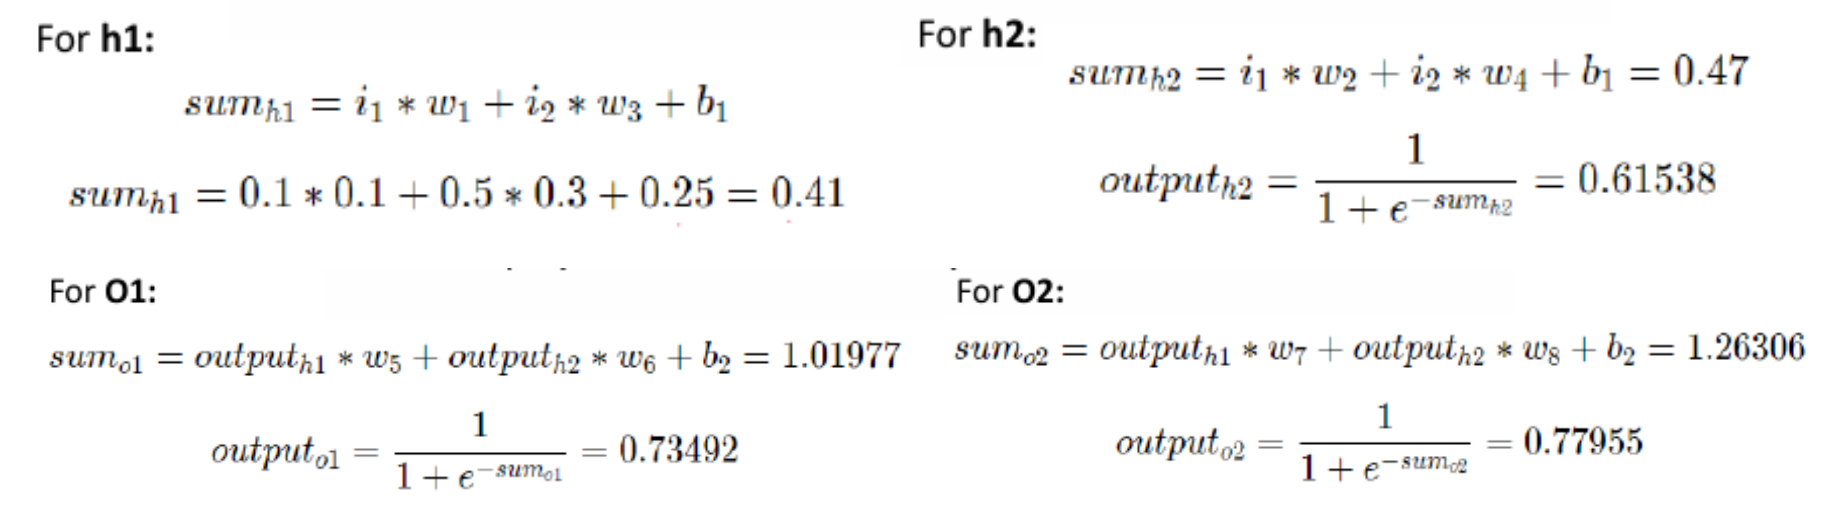 For h1:
sum_{h1} = i_1 * w_1 + i_2 * w_3 + b_1
sum_{h1} = 0.1 * 0.1 + 0.5 * 0.3 + 0.25 = 0.41
For h2:
sum_{h2} = i_1 * w_2 + i_2 * w_4 + b_1 = 0.47
output_{h2} = \frac{1}{1 + e^{-sum_{h2}}} = 0.61538
For O1:
sum_{o1} = output_{h1} * w_5 + output_{h2} * w_6 + b_2 = 1.01977
output_{o1} = \frac{1}{1 + e^{-sum_{o1}}} = 0.73492
For O2:
sum_{o2} = output_{h1} * w_7 + output_{h2} * w_8 + b_2 = 1.26306
output_{o2} = \frac{1}{1 + e^{-sum_{o2}}} = 0.77955